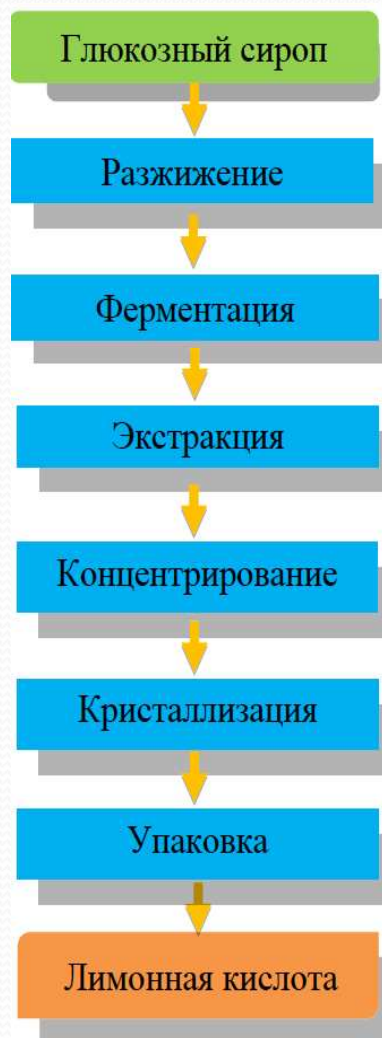 Глюкозный сироп
Разжижение
Ферментация
Экстракция
Концентрирование
Кристаллизация
Упаковка
Лимонная кислота